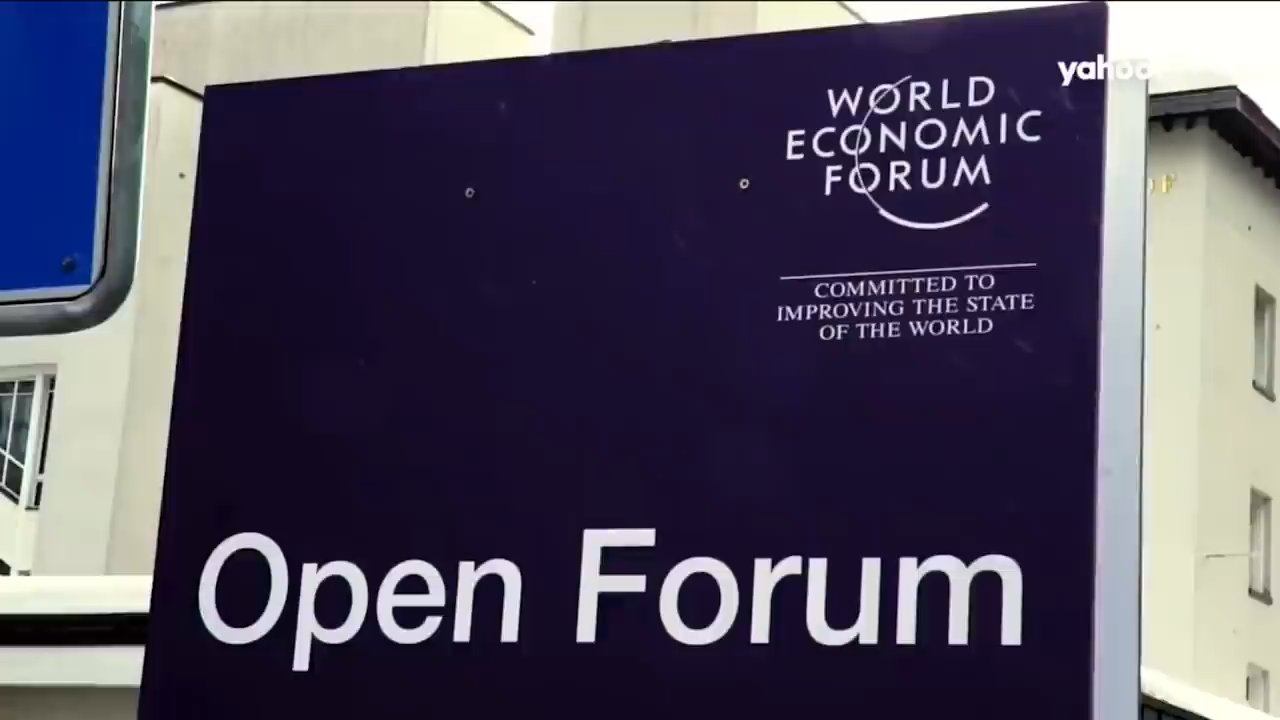 yahoo!
WORLD
ECONOMIC
FORUM
COMMITTED TO
IMPROVING THE STATE
OF THE WORLD
Open Forum